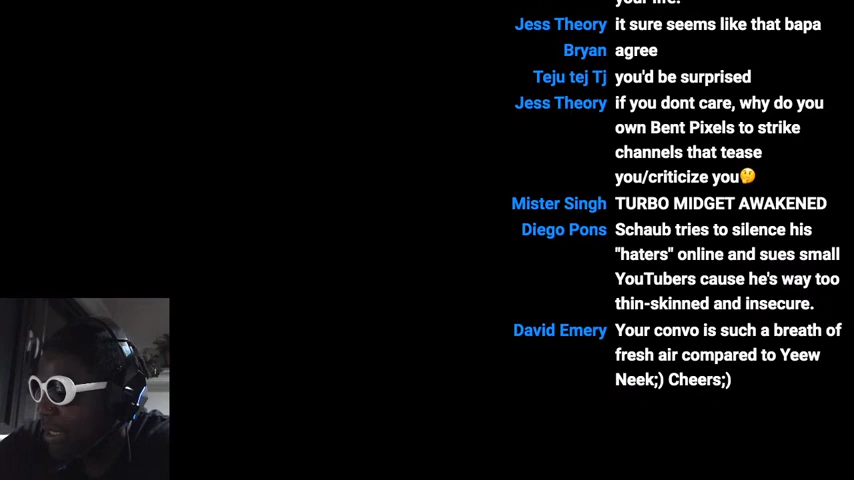 your life.
Jess Theory it sure seems like that bapa
Bryan agree
Teju tej Tj you'd be surprised
Jess Theory if you dont care, why do you
own Bent Pixels to strike
channels that tease
you/criticize you🤔
Mister Singh TURBO MIDGET AWAKENED
Diego Pons Schaub tries to silence his
"haters" online and sues small
YouTubers cause he's way too
thin-skinned and insecure.
David Emery Your convo is such a breath of
fresh air compared to Yeew
Neek;) Cheers;)